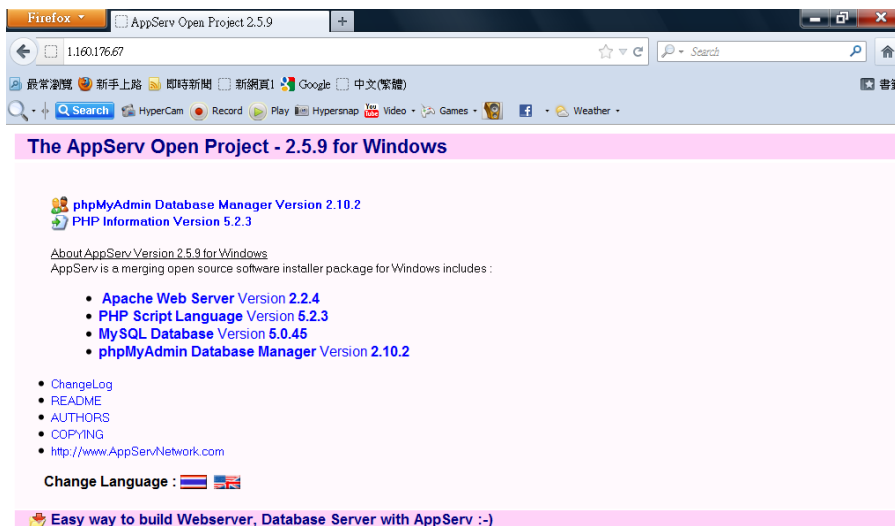 Firefox
AppServ Open Project 2.5.9
1.160.176.67
Search
最常瀏覽 新手上路 即時新聞 新網頁1 Google 中文(繁體)
Search HyperCam Record Play Hypersnap You Tube Video Games Weather
The AppServ Open Project - 2.5.9 for Windows
phpMyAdmin Database Manager Version 2.10.2
PHP Information Version 5.2.3
About AppServ Version 2.5.9 for Windows
AppServ is a merging open source software installer package for Windows includes :
Apache Web Server Version 2.2.4
PHP Script Language Version 5.2.3
MySQL Database Version 5.0.45
phpMyAdmin Database Manager Version 2.10.2
ChangeLog
README
AUTHORS
COPYING
http://www.AppServNetwork.com
Change Language :
Easy way to build Webserver, Database Server with AppServ :-)